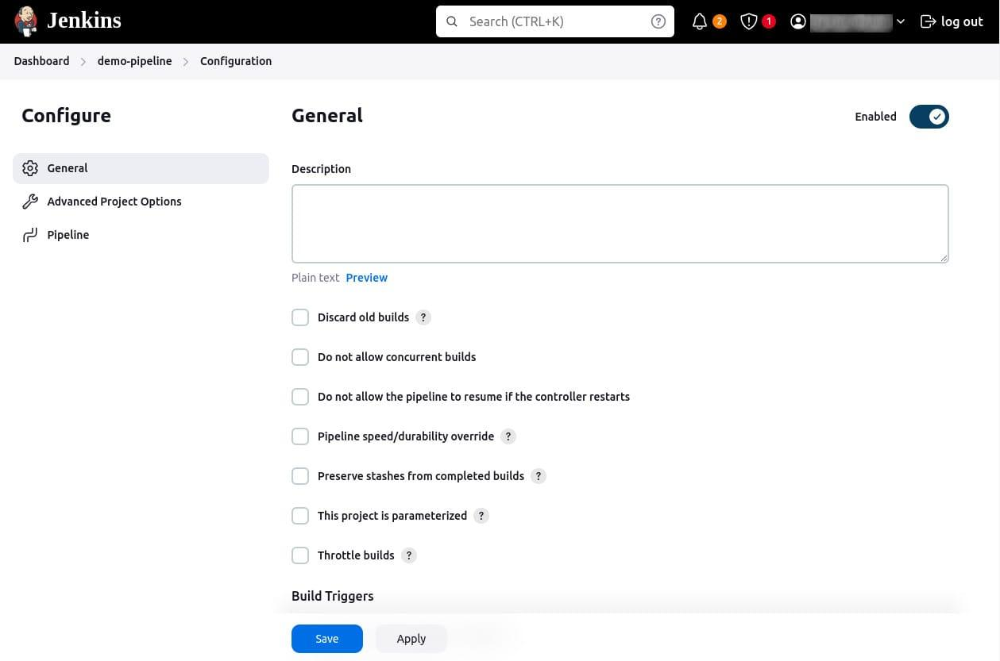 Jenkins
Search (CTRL+K) ?
2
1
log out
Dashboard > demo-pipeline > Configuration
Configure
General
Advanced Project Options
Pipeline
General
Enabled
Description
Plain text Preview
Discard old builds ?
Do not allow concurrent builds
Do not allow the pipeline to resume if the controller restarts
Pipeline speed/durability override ?
Preserve stashes from completed builds ?
This project is parameterized ?
Throttle builds ?
Build Triggers
Save Apply